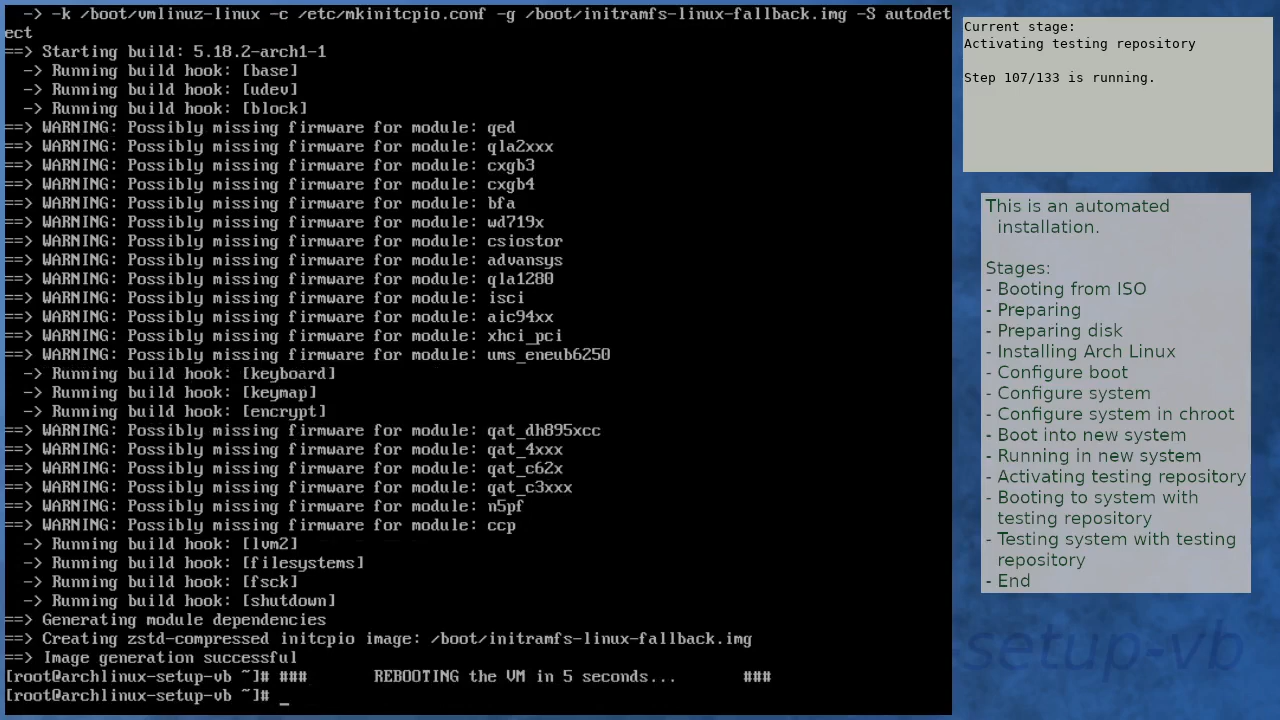 -> -k /boot/vmlinuz-linux -c /etc/mkinitcpio.conf -g /boot/initramfs-linux-fallback.img -S autodet
ect
==> Starting build: 5.18.2-arch1-1
-> Running build hook: [base]
-> Running build hook: [udev]
-> Running build hook: [block]
==> WARNING: Possibly missing firmware for module: qed
==> WARNING: Possibly missing firmware for module: qla2xxx
==> WARNING: Possibly missing firmware for module: cxgb3
==> WARNING: Possibly missing firmware for module: cxgb4
==> WARNING: Possibly missing firmware for module: bfa
==> WARNING: Possibly missing firmware for module: wd719x
==> WARNING: Possibly missing firmware for module: csiostor
==> WARNING: Possibly missing firmware for module: advansys
==> WARNING: Possibly missing firmware for module: qla1280
==> WARNING: Possibly missing firmware for module: isci
==> WARNING: Possibly missing firmware for module: aic94xx
==> WARNING: Possibly missing firmware for module: xhci_pci
==> WARNING: Possibly missing firmware for module: ums_eneub6250
-> Running build hook: [keyboard]
-> Running build hook: [keymap]
-> Running build hook: [encrypt]
==> WARNING: Possibly missing firmware for module: qat_dh895xcc
==> WARNING: Possibly missing firmware for module: qat_4xxx
==> WARNING: Possibly missing firmware for module: qat_c62x
==> WARNING: Possibly missing firmware for module: qat_c3xxx
==> WARNING: Possibly missing firmware for module: n5pf
==> WARNING: Possibly missing firmware for module: ccp
-> Running build hook: [lvm2]
-> Running build hook: [filesystems]
-> Running build hook: [fsck]
-> Running build hook: [shutdown]
==> Generating module dependencies
==> Creating zstd-compressed initcpio image: /boot/initramfs-linux-fallback.img
==> Image generation successful
[root@archlinux-setup-vb ~]# ###       REBOOTING the VM in 5 seconds...       ###
[root@archlinux-setup-vb ~]# _
Current stage:
Activating testing repository
Step 107/133 is running.
This is an automated
installation.
Stages:
- Booting from ISO
- Preparing
- Preparing disk
- Installing Arch Linux
- Configure boot
- Configure system
- Configure system in chroot
- Boot into new system
- Running in new system
- Activating testing repository
- Booting to system with
testing repository
- Testing system with testing
repository
- End
setup-vb